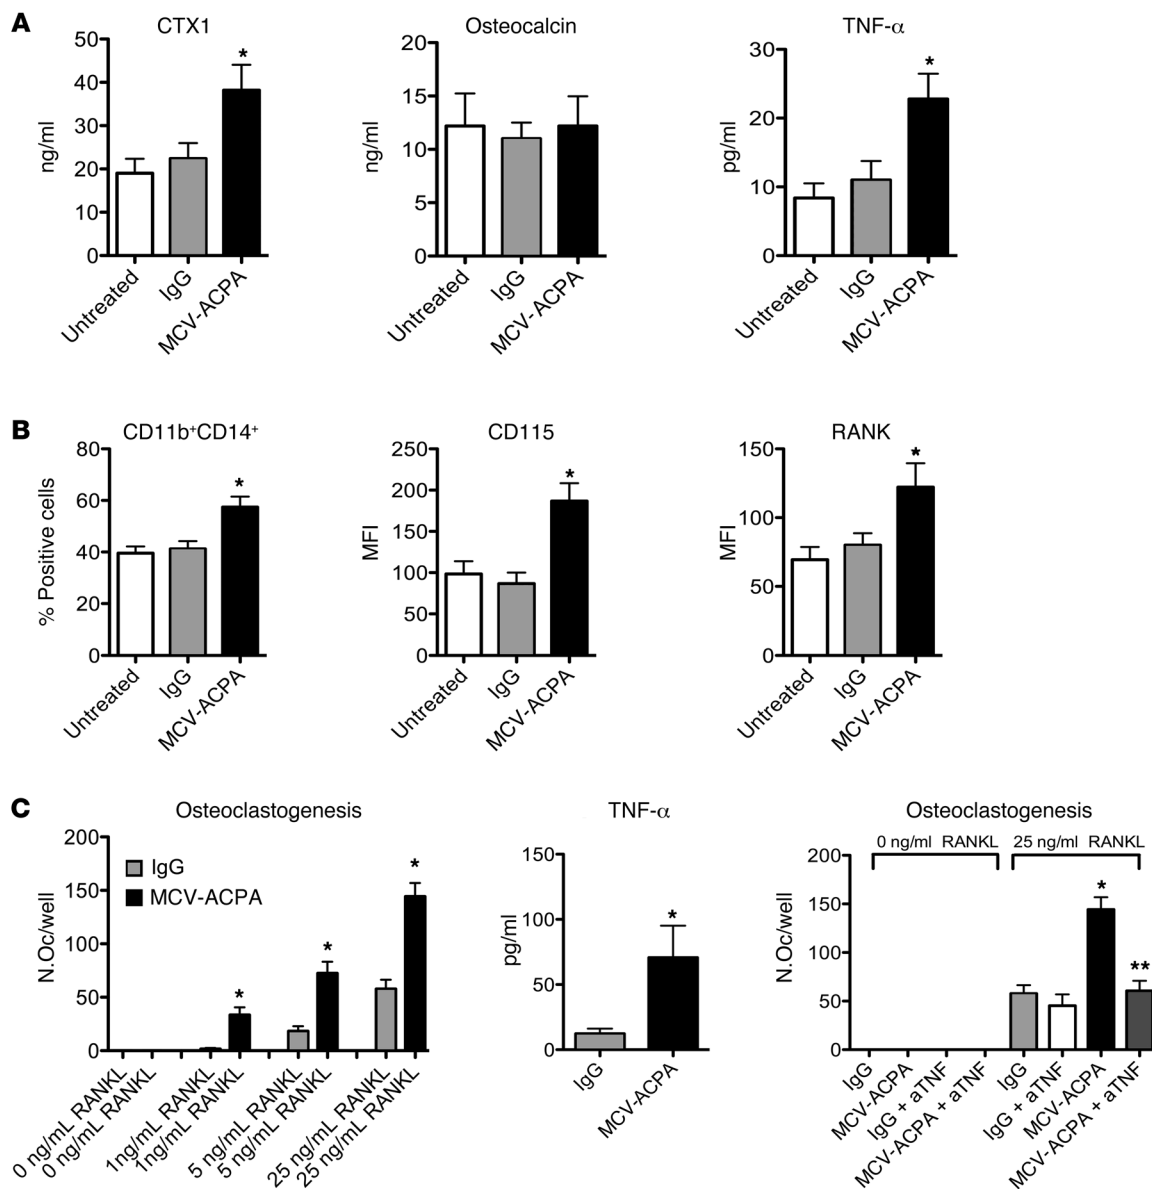 A
CTX1
ng/ml
50
40
30
20
10
0
Untreated
IgG
MCV-ACPA
*
Osteocalcin
ng/ml
20
15
10
5
0
Untreated
IgG
MCV-ACPA
TNF-α
pg/ml
30
20
10
0
Untreated
IgG
MCV-ACPA
*
B
CD11b⁺CD14⁺
% Positive cells
80
60
40
20
0
Untreated
IgG
MCV-ACPA
*
CD115
MFI
250
200
150
100
50
0
Untreated
IgG
MCV-ACPA
*
RANK
MFI
150
100
50
0
Untreated
IgG
MCV-ACPA
*
C
Osteoclastogenesis
N.Oc/well
200
150
100
50
0
IgG
MCV-ACPA
*
*
*
0 ng/mL RANKL
0 ng/mL RANKL
1ng/mL RANKL
1ng/mL RANKL
5 ng/mL RANKL
5 ng/mL RANKL
25 ng/mL RANKL
25 ng/mL RANKL
TNF-α
pg/ml
150
100
50
0
*
IgG
MCV-ACPA
Osteoclastogenesis
0 ng/ml RANKL
25 ng/ml RANKL
N.Oc/well
200
150
100
50
0
*
**
IgG
MCV-ACPA
IgG + aTNF
MCV-ACPA + aTNF
IgG
IgG + aTNF
MCV-ACPA
MCV-ACPA + aTNF